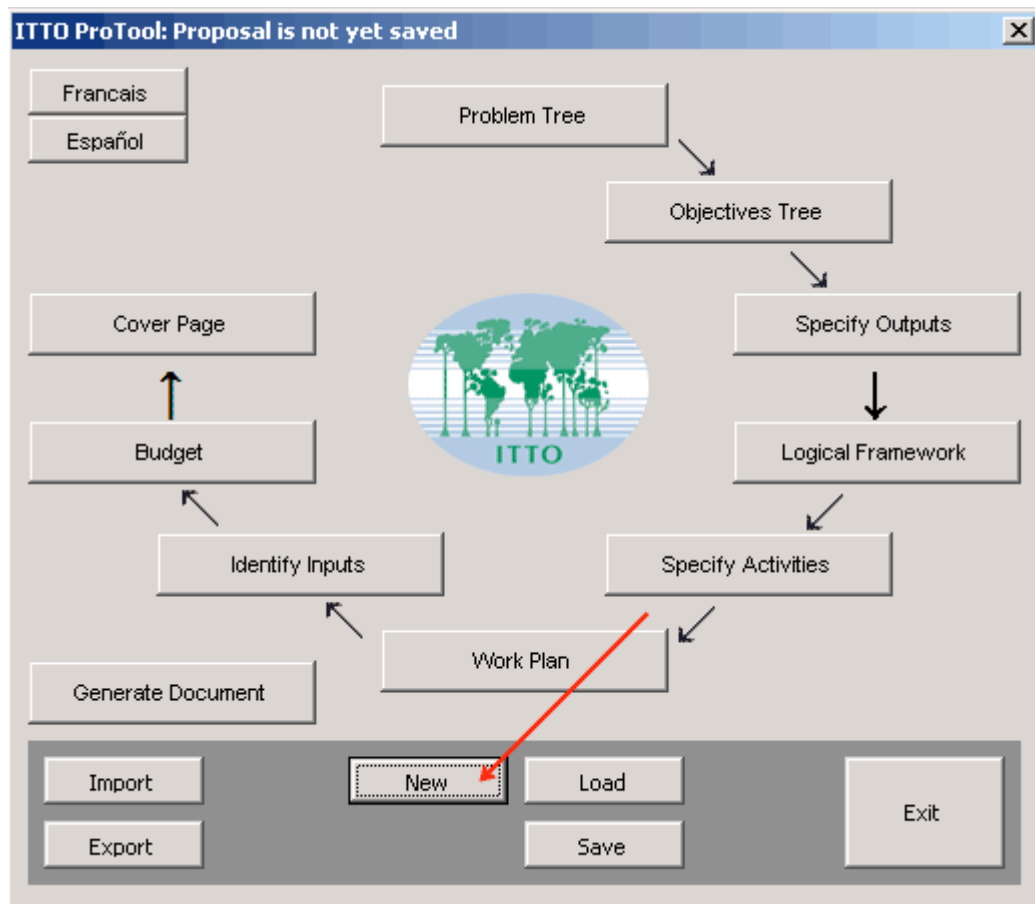 ITTO ProTool: Proposal is not yet saved
Francais
Español
Problem Tree
Objectives Tree
Cover Page
Specify Outputs
Budget
ITTO
Logical Framework
Identify Inputs
Specify Activities
Work Plan
Generate Document
Import
New
Load
Exit
Export
Save